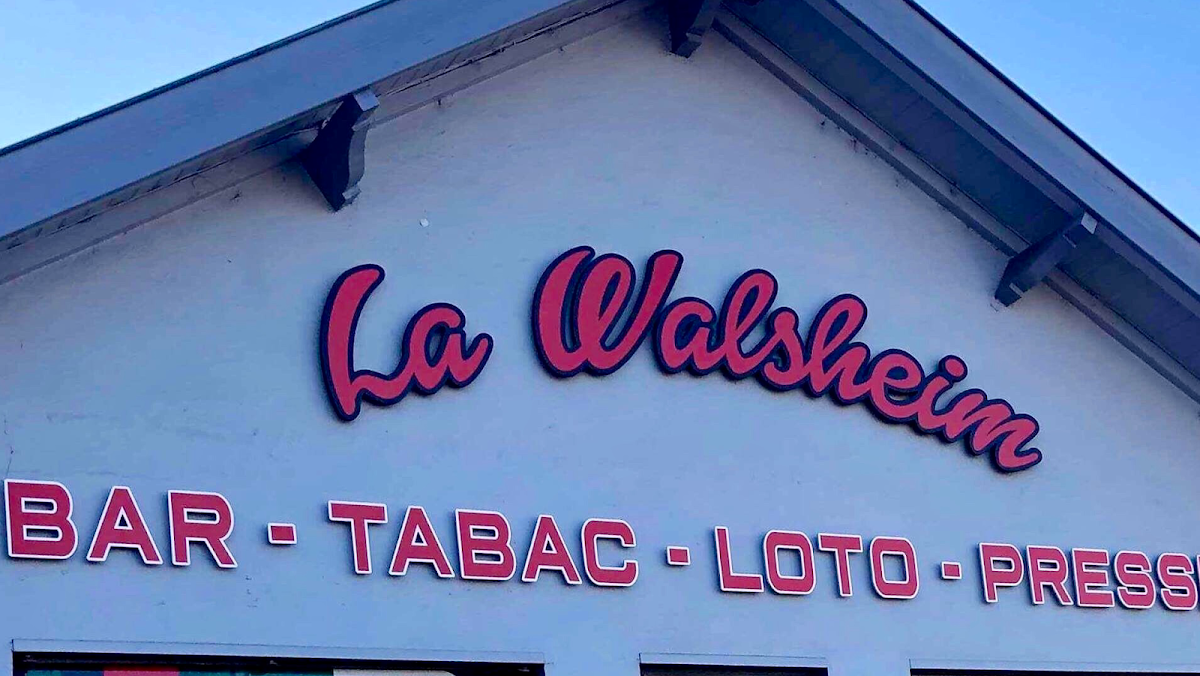 La Walsheim
BAR - TABAC - LOTO - PRESS